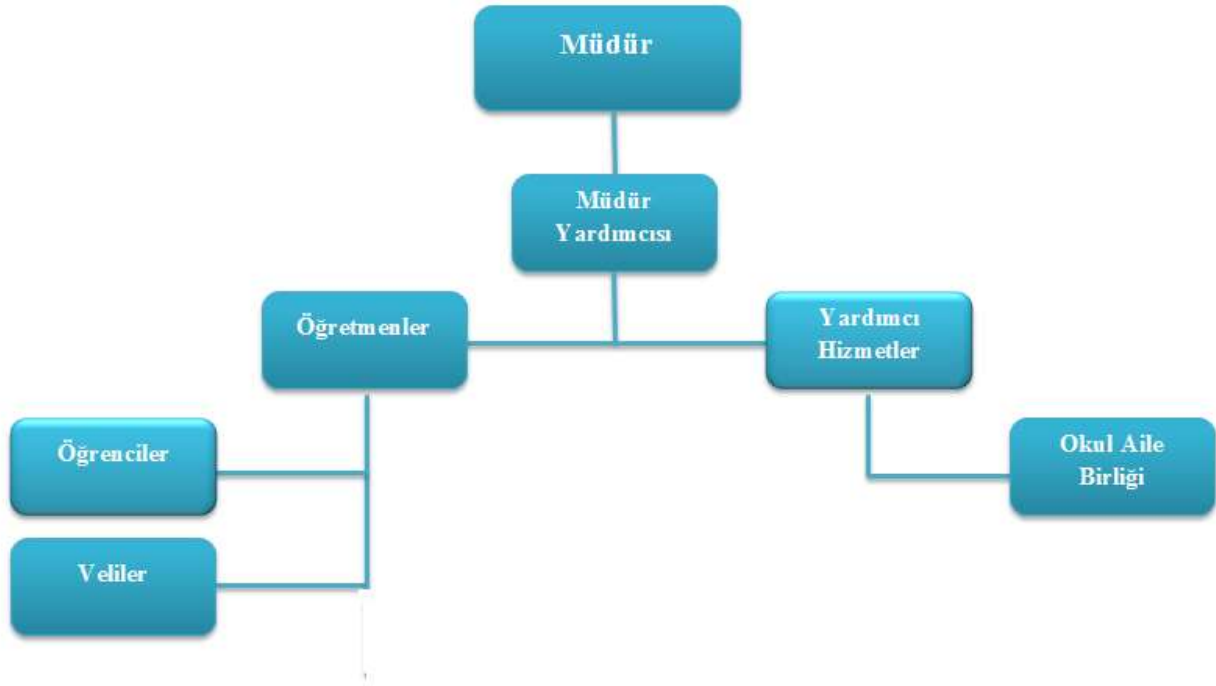 Müdür
Müdür
Yardımcısı
Öğretmenler
Yardımcı
Hizmetler
Öğrenciler
Okul Aile
Birliği
Veliler